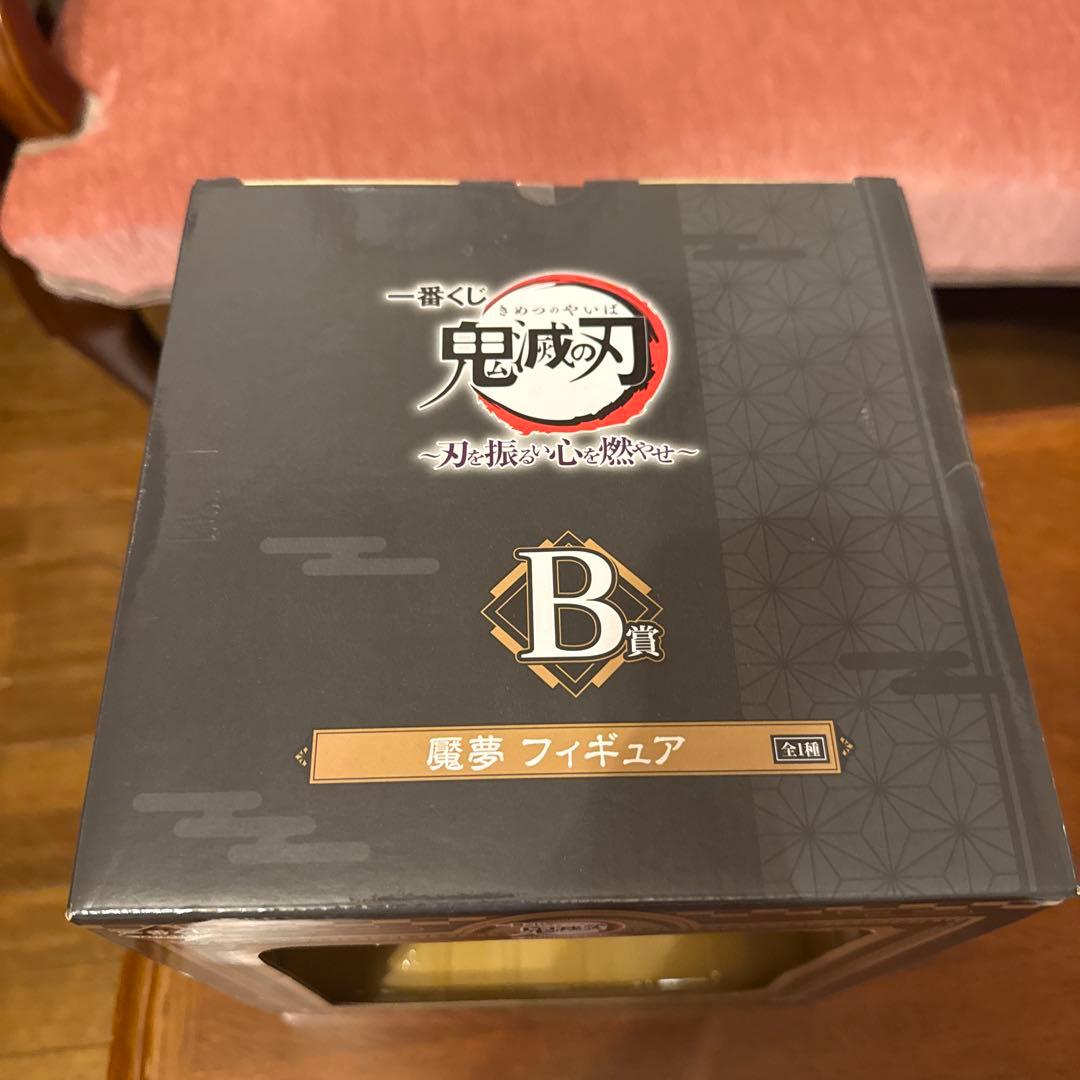 一番くじ
きめつのやいば
鬼滅の刃
～刃を振るい心を燃やせ～
B賞
魘夢 フィギュア
全1種